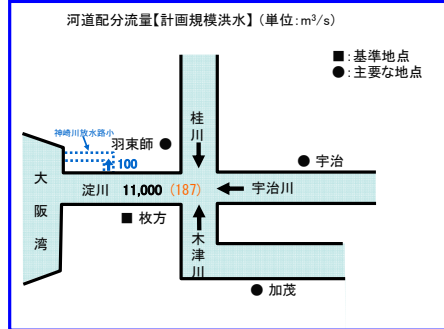 河道配分流量【計画規模洪水】(単位:m³/s)
■:基準地点
●:主要な地点
神崎川放水路小
羽束師 ●
桂川
100
● 宇治
大阪湾
淀川 11,000 (187)
宇治川
■ 枚方
木津川
● 加茂